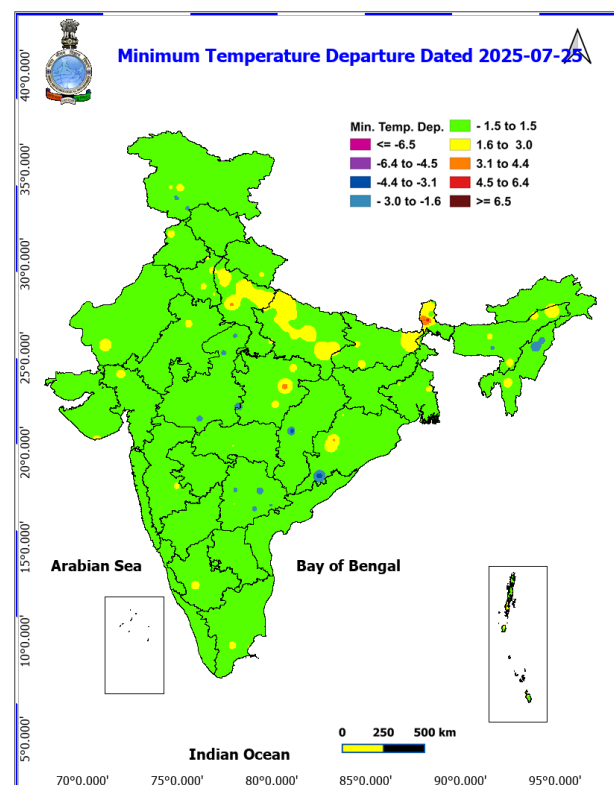 Minimum Temperature Departure Dated 2025-07-25
Min. Temp. Dep.
<= -6.5
-6.4 to -4.5
-4.4 to -3.1
- 3.0 to -1.6
- 1.5 to 1.5
1.6 to 3.0
3.1 to 4.4
4.5 to 6.4
>= 6.5
40°0.000'
35°0.000'
30°0.000'
25°0.000'
20°0.000'
15°0.000'
10°0.000'
5°0.000'
Arabian Sea
Bay of Bengal
Indian Ocean
0 250 500 km
70°0.000' 75°0.000' 80°0.000' 85°0.000' 90°0.000' 95°0.000'